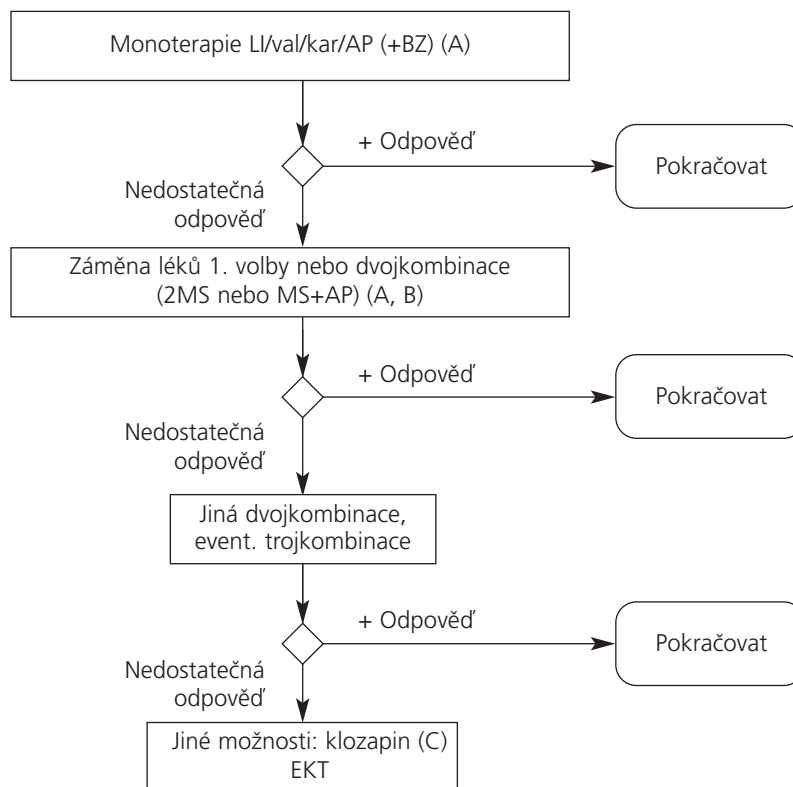 Monoterapie LI/val/kar/AP (+BZ) (A)
+ Odpověď
Pokračovat
Nedostatečná
odpověď
Záměna léků 1. volby nebo dvojkombinace
(2MS nebo MS+AP) (A, B)
+ Odpověď
Pokračovat
Nedostatečná
odpověď
Jiná dvojkombinace,
event. trojkombinace
+ Odpověď
Pokračovat
Nedostatečná
odpověď
Jiné možnosti: klozapin (C)
EKT